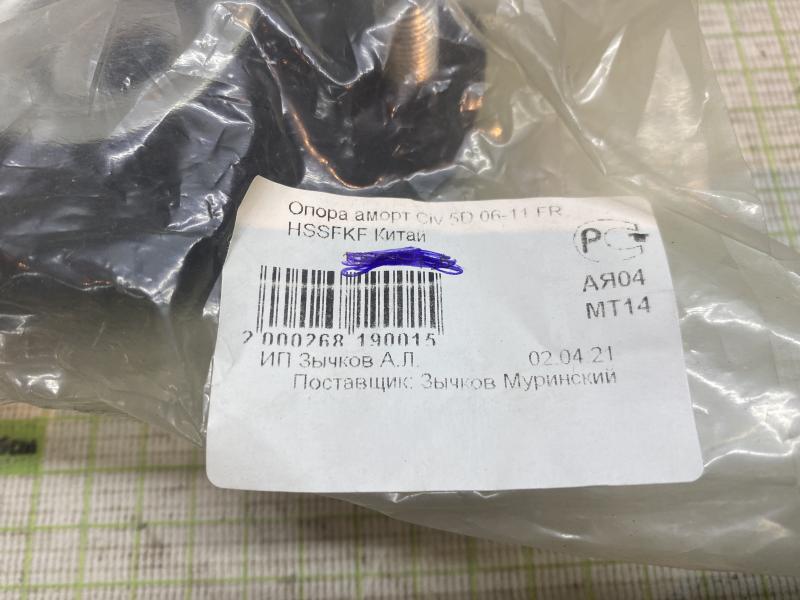 Опора аморт Civ 5D 06-11 FR
HSSFKF Китай
РС
АЯ04
МТ14
2 000268 190015
ИП Зычков А.Л. 02.04.21
Поставщик: Зычков Муринский